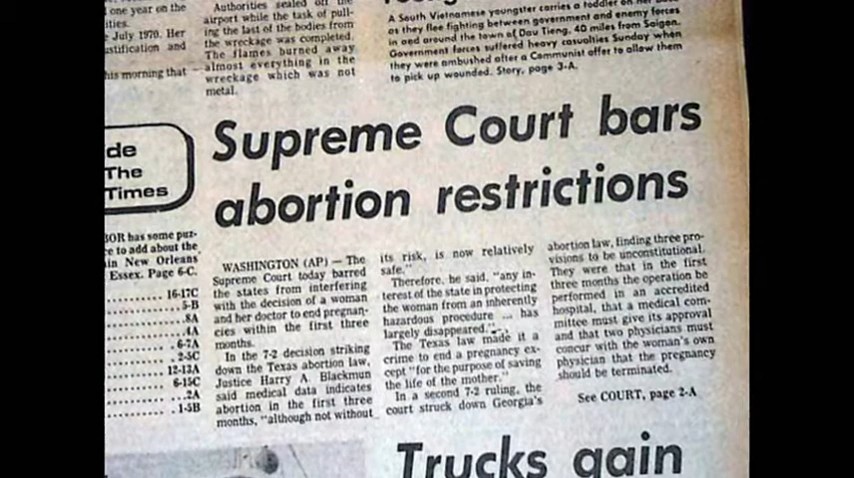 one year on the
ities.
July 1970. Her
ustification and
his morning that
Authorities sealed off the
airport while the task of pull-
ing the last of the bodies from
the wreckage was completed.
The flames burned away
almost everything in the
wreckage which was not
metal.
A South Vietnamese youngster carries a toddler on her
as they flee fighting between government and enemy forces
in and around the town of Dau Tieng, 40 miles from Saigon.
Government forces suffered heavy casualties Sunday when
they were ambushed after a Communist offer to allow them
to pick up wounded. Story, page 3-A.
de
The
Times
BOR has some pur-
e to add about the
in New Orleans
Essex. Page 6-C.
16-17C
5-B
8A
4A
6-7A
2-5C
12-13A
6-15C
2A
1-5B
Supreme Court bars
abortion restrictions
WASHINGTON (AP) — The
Supreme Court today barred
the states from interfering
with the decision of a woman
and her doctor to end pregnan-
cies within the first three
months.
In the 7-2 decision striking
down the Texas abortion law,
Justice Harry A. Blackmun
said medical data indicates
abortion in the first three
months, "although not without
its risk, is now relatively
safe."
Therefore, he said, "any in-
terest of the state in protecting
the woman from an inherently
hazardous procedure ... has
largely disappeared."
The Texas law made it a
crime to end a pregnancy ex-
cept "for the purpose of saving
the life of the mother."
In a second 7-2 ruling, the
court struck down Georgia's
abortion law, finding three pro-
visions to be unconstitutional.
They were that in the first
three months the operation be
performed in an accredited
hospital, that a medical com-
mittee must give its approval
and that two physicians must
concur with the woman's own
physician that the pregnancy
should be terminated.
See COURT, page 2-A
Trucks gain